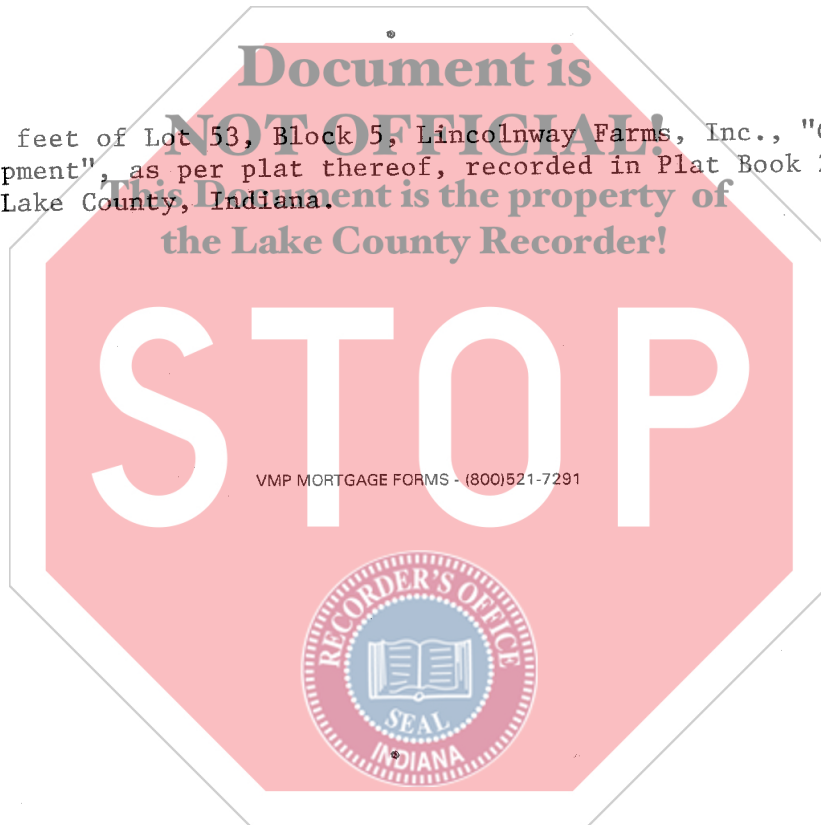 Document is
NOT OFFICIAL!
feet of Lot 53, Block 5, Lincolnway Farms, Inc., "
pment", as per plat thereof, recorded in Plat Book
This Document is the property of
Lake County, Indiana.
the Lake County Recorder!
STOP
VMP MORTGAGE FORMS - (800)521-7291
RECORDER'S OFFICE
SEAL
INDIANA